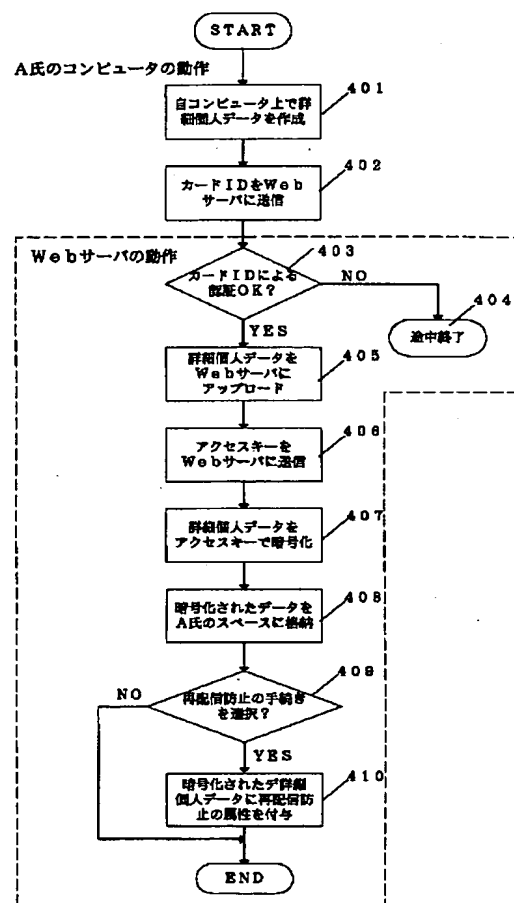 START
A氏のコンピュータの動作
401
自コンピュータ上で詳
細個人データを作成
402
カードIDをWeb
サーバに送信
Webサーバの動作
403
カードIDによる
認証OK?
NO
404
途中終了
YES
405
詳細個人データを
Webサーバに
アップロード
406
アクセスキーを
Webサーバに送信
407
詳細個人データを
アクセスキーで暗号化
408
暗号化されたデータを
A氏のスペースに格納
409
NO
再配信防止の手続き
を選択?
YES
410
暗号化されたデ詳細
個人データに再配信防
止の属性を付与
END